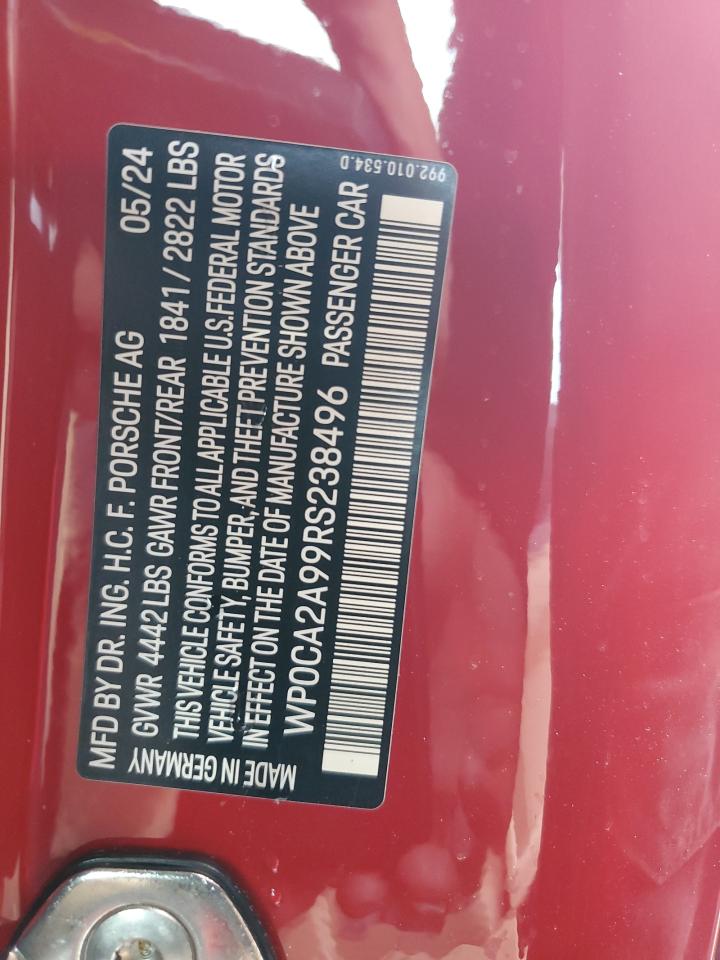 MFD BY DR. ING. H.C. F. PORSCHE AG 05/24
GVWR 4442 LBS GAWR FRONT/REAR 1841/2822 LBS
THIS VEHICLE CONFORMS TO ALL APPLICABLE U.S. FEDERAL MOTOR
VEHICLE SAFETY, BUMPER, AND THEFT PREVENTION STANDARDS
IN EFFECT ON THE DATE OF MANUFACTURE SHOWN ABOVE
WP0CA2A99RS238496 PASSENGER CAR
MADE IN GERMANY
992.010.534.D